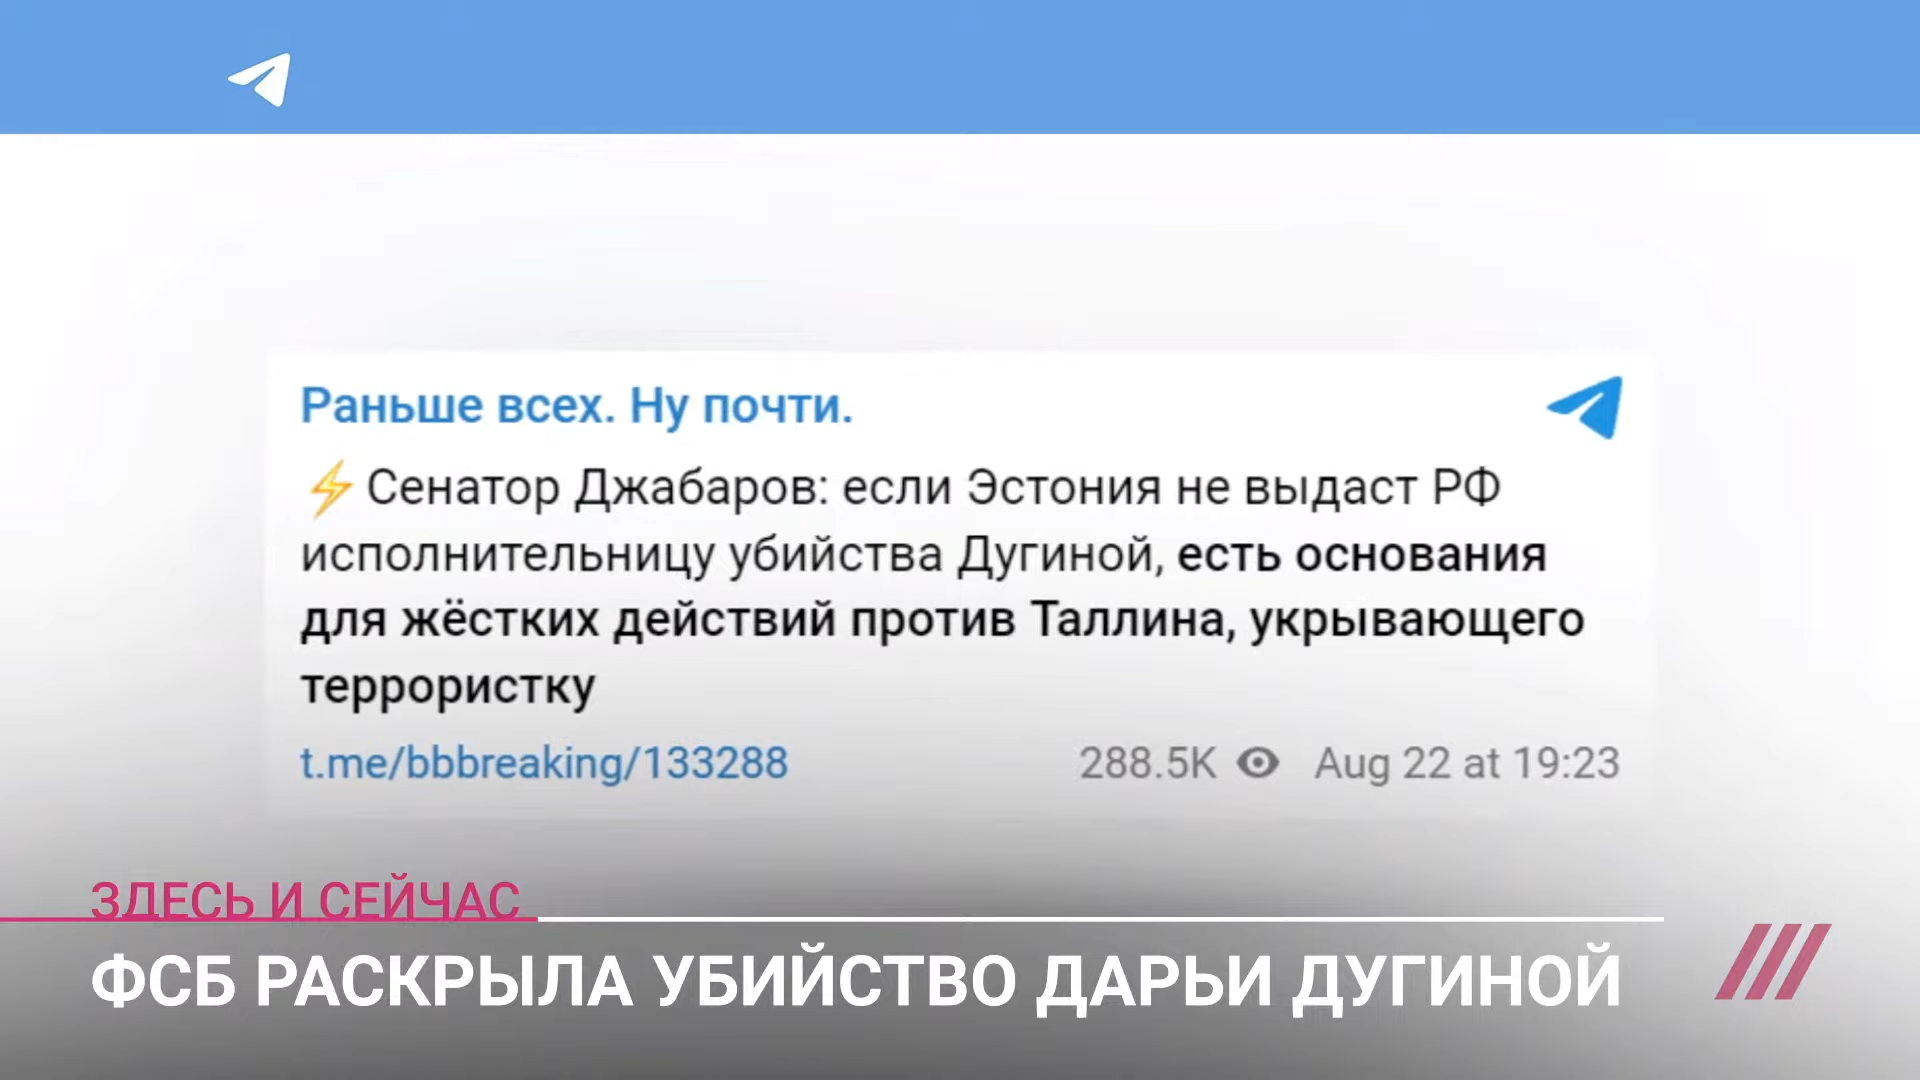 Раньше всех. Ну почти.
⚡Сенатор Джабаров: если Эстония не выдаст РФ
исполнительницу убийства Дугиной, есть основания
для жёстких действий против Таллина, укрывающего
террористку
t.me/bbbreaking/133288 288.5K Aug 22 at 19:23
ЗДЕСЬ И СЕЙЧАС
ФСБ РАСКРЫЛА УБИЙСТВО ДАРЬИ ДУГИНОЙ